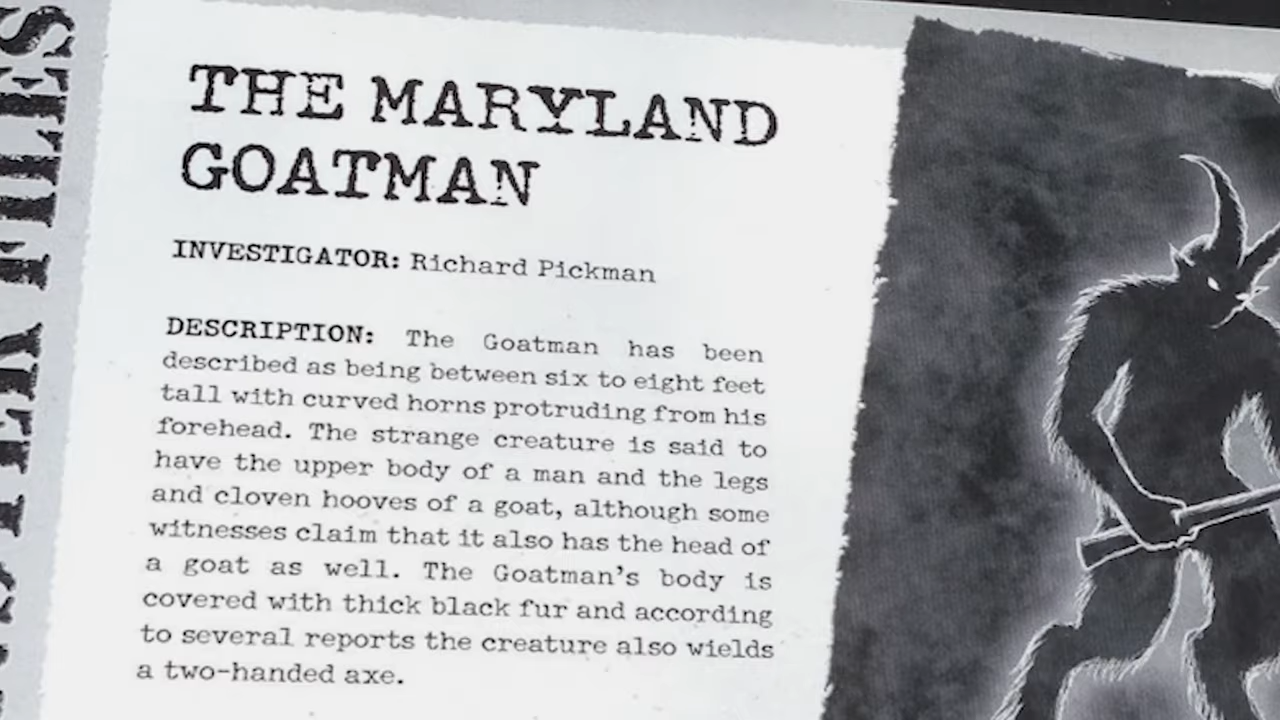 THE MARYLAND
GOATMAN
INVESTIGATOR: Richard Pickman
DESCRIPTION: The Goatman has been
described as being between six to eight feet
tall with curved horns protruding from his
forehead. The strange creature is said to
have the upper body of a man and the legs
and cloven hooves of a goat, although some
witnesses claim that it also has the head of
a goat as well. The Goatman's body is
covered with thick black fur and according
to several reports the creature also wields
a two-handed axe.